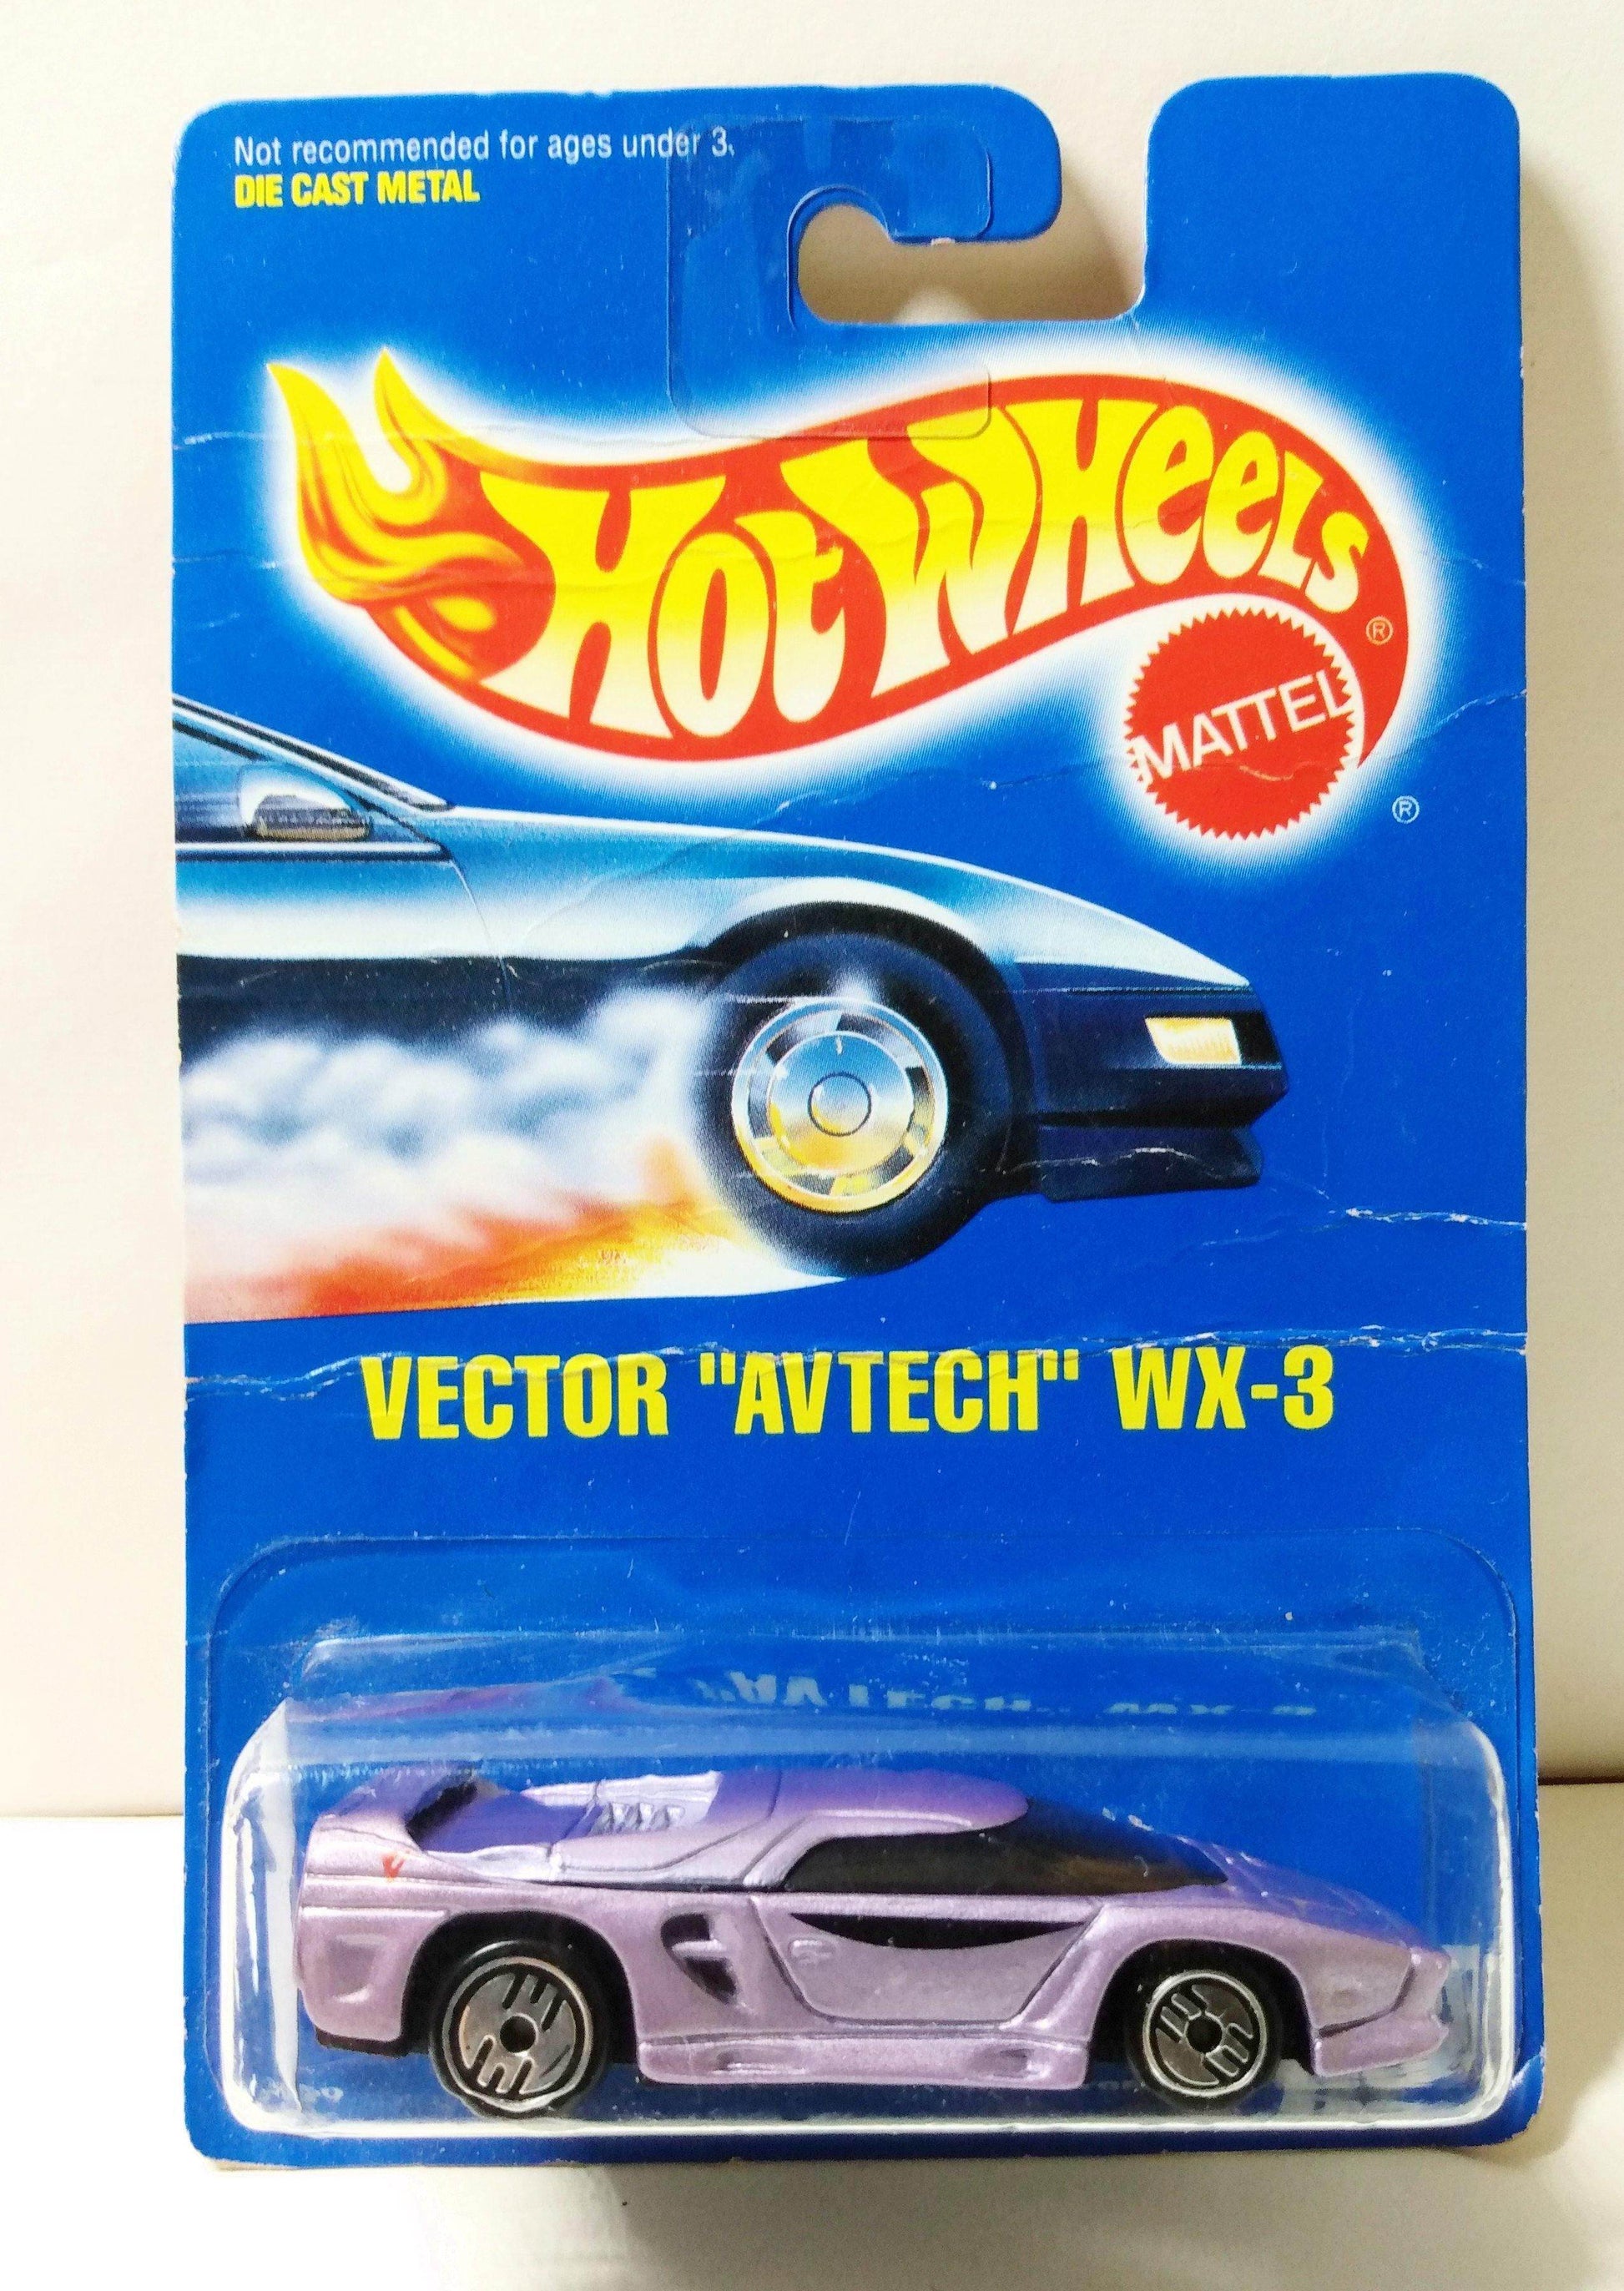 Not recommended for ages under 3.
DIE CAST METAL
Hot Wheels ®
MATTEL
®
VECTOR "AVTECH" WX-3